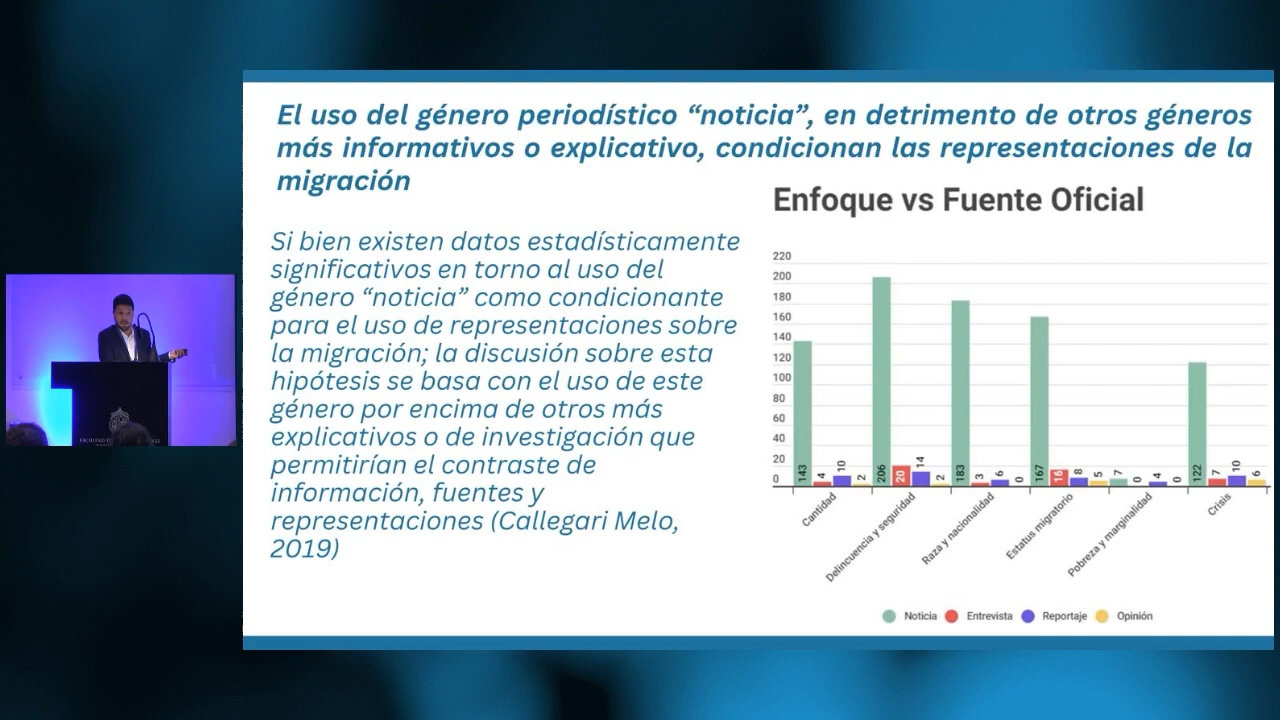 El uso del género periodístico “noticia”, en detrimento de otros géneros
más informativos o explicativo, condicionan las representaciones de la
migración
Si bien existen datos estadísticamente
significativos en torno al uso del
género “noticia” como condicionante
para el uso de representaciones sobre
la migración; la discusión sobre esta
hipótesis se basa con el uso de este
género por encima de otros más
explicativos o de investigación que
permitirían el contraste de
información, fuentes y
representaciones (Callegari Melo,
2019)
Enfoque vs Fuente Oficial
220
200
180
160
140
120
100
80
60
40
20
0
143 4 10 2
206 20 14 2
183 3 6 0
167 16 8 5
7 0 4 0
122 7 10 6
Cantidad
Delincuencia y seguridad
Raza y nacionalidad
Estatus migratorio
Pobreza y marginalidad
Crisis
Noticia Entrevista Reportaje Opinión